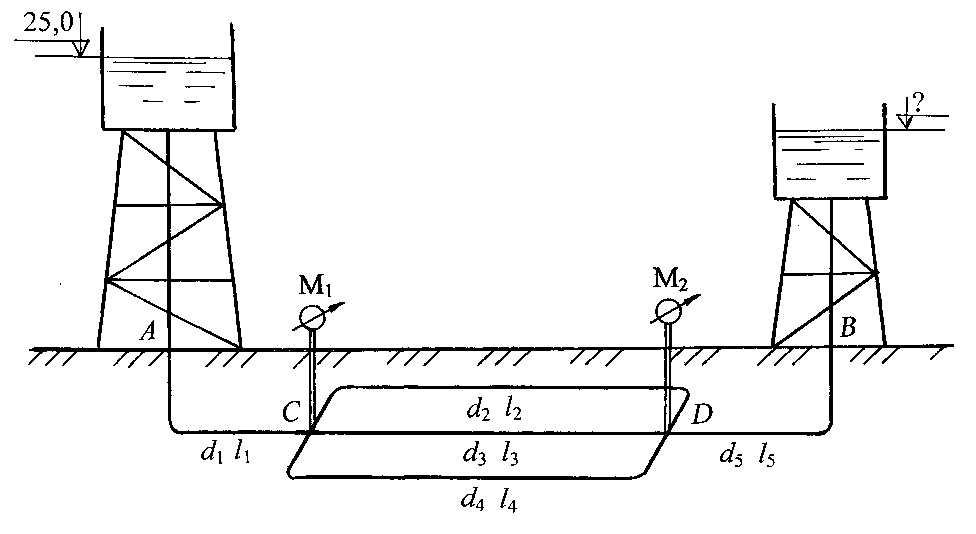 25,0
?
M₁
M₂
A
B
C
d₂ l₂
D
d₁ l₁
d₃ l₃
d₅ l₅
d₄ l₄